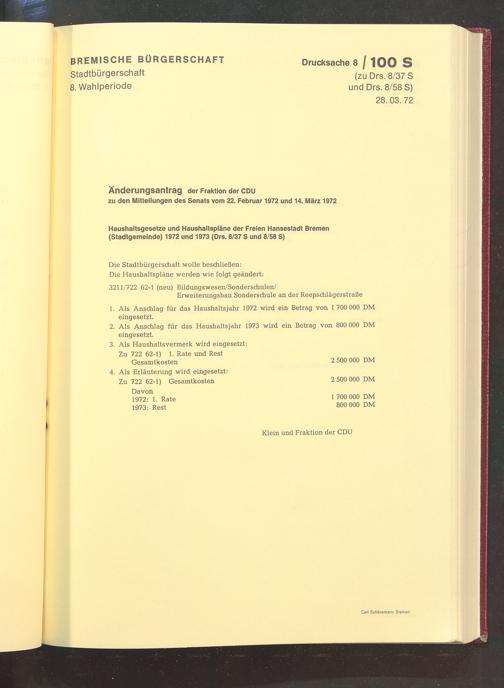 BREMISCHE BÜRGERSCHAFT
Stadtbürgerschaft
8. Wahlperiode
Drucksache 8 / 100 S
(zu Drs. 8/37 S
und Drs. 8/58 S)
28. 03. 72
Änderungsantrag der Fraktion der CDU
zu den Mitteilungen des Senats vom 22. Februar 1972 und 14. März 1972
Haushaltsgesetze und Haushaltspläne der Freien Hansestadt Bremen
(Stadtgemeinde) 1972 und 1973 (Drs. 8/37 S und 8/58 S)
Die Stadtbürgerschaft wolle beschließen:
Die Haushaltspläne werden wie folgt geändert:
3211/722 62-1 (neu) Bildungswesen/Sonderschulen/
Erweiterungsbau Sonderschule an der Reepschlägerstraße
1. Als Anschlag für das Haushaltsjahr 1972 wird ein Betrag von 1 700 000 DM
eingesetzt.
2. Als Anschlag für das Haushaltsjahr 1973 wird ein Betrag von 800 000 DM
eingesetzt.
3. Als Haushaltsvermerk wird eingesetzt:
Zu 722 62-1) 1. Rate und Rest
Gesamtkosten 2 500 000 DM
4. Als Erläuterung wird eingesetzt:
Zu 722 62-1) Gesamtkosten 2 500 000 DM
Davon
1972: 1. Rate 1 700 000 DM
1973: Rest 800 000 DM
Klein und Fraktion der CDU
Carl Schünemann Bremen